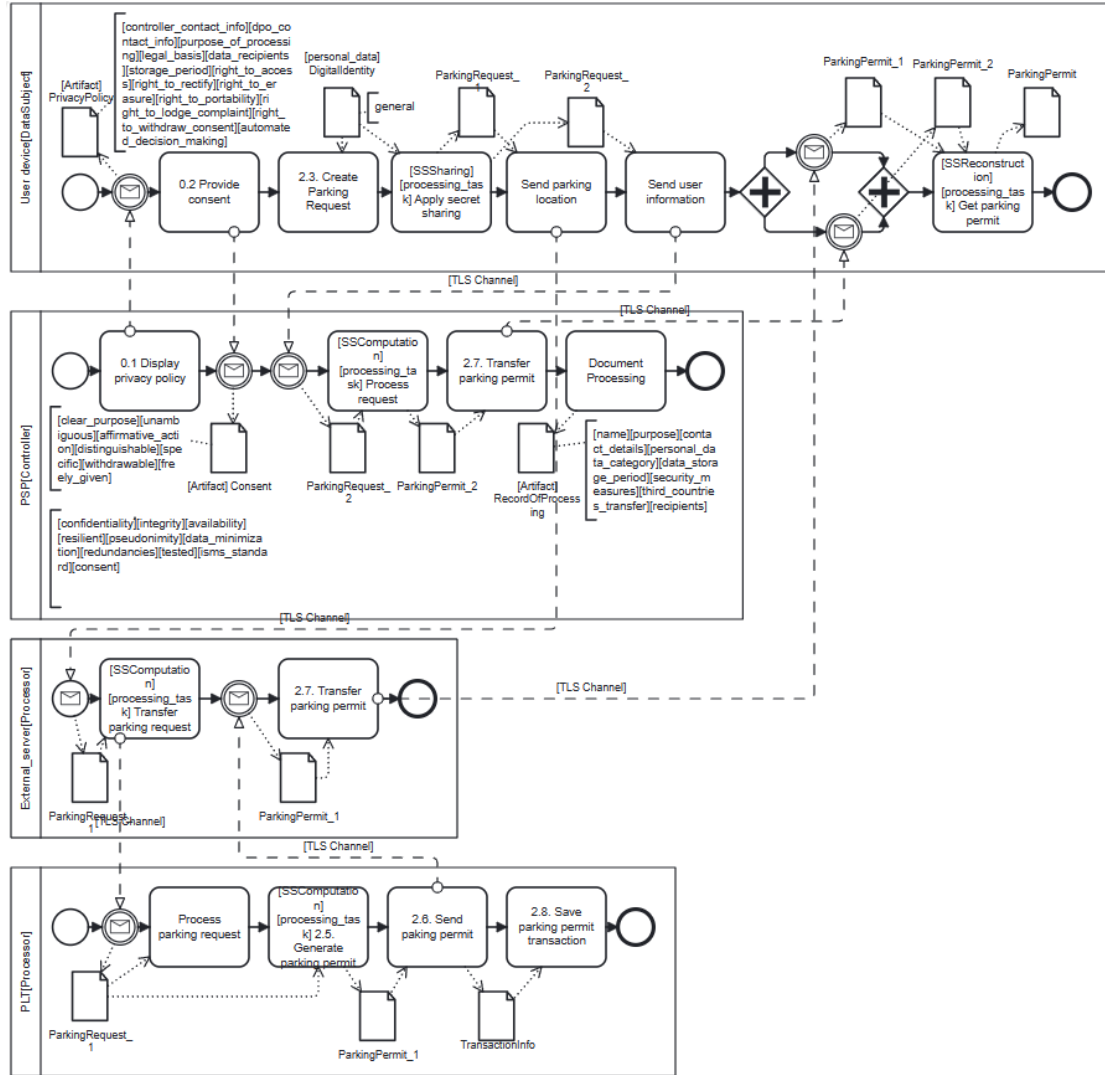 User device[DataSubject]
[Artifact]
PrivacyPolicy
[controller_contact_info][dpo_co
ntact_info][purpose_of_processi
ng][legal_basis][data_recipients
][storage_period][right_to_acces
s][right_to_rectify][right_to_er
asure][right_to_portability][ri
ght_to_lodge_complaint][right_
to_withdraw_consent][automate
d_decision_making]
[personal_data]
DigitalIdentity
general
ParkingRequest_
1
ParkingRequest_
2
ParkingPermit_1
ParkingPermit_2
ParkingPermit
0.2 Provide
consent
2.3. Create
Parking
Request
[SSSharing]
[processing_tas
k] Apply secret
sharing
Send parking
location
Send user
information
[SSReconstruct
ion]
[processing_tas
k] Get parking
permit
[TLS Channel]
[TLS Channel]
PSP[Controller]
0.1 Display
privacy policy
[SSComputatio
n]
[processing_ta
sk] Process
request
2.7. Transfer
parking permit
Document
Processing
[clear_purpose][unamb
iguous][affirmative_acti
on][distinguishable][spe
cific][withdrawable][fre
ely_given]
[Artifact] Consent
ParkingRequest_
2
ParkingPermit_2
[Artifact]
RecordOfProcess
ing
[name][purpose][conta
ct_details][personal_da
ta_category][data_stora
ge_period][security_m
easures][third_countrie
s_transfer][recipients]
[confidentiality][integrity][availability]
[resilient][pseudonimity][data_minimiza
tion][redundancies][tested][isms_standa
rd][consent]
[TLS Channel]
External_server[Processor]
[SSComputation]
[processing_tas
k] Transfer
parking request
2.7. Transfer
parking permit
[TLS Channel]
ParkingRequest_
1
[TLS Channel]
ParkingPermit_1
[TLS Channel]
PLT[Processor]
Process
parking request
[SSComputation]
[processing_tas
k] 2.5.
Generate
parking permit
2.6. Send
paking permit
2.8. Save
parking permit
transaction
ParkingRequest_
1
ParkingPermit_1
TransactionInfo